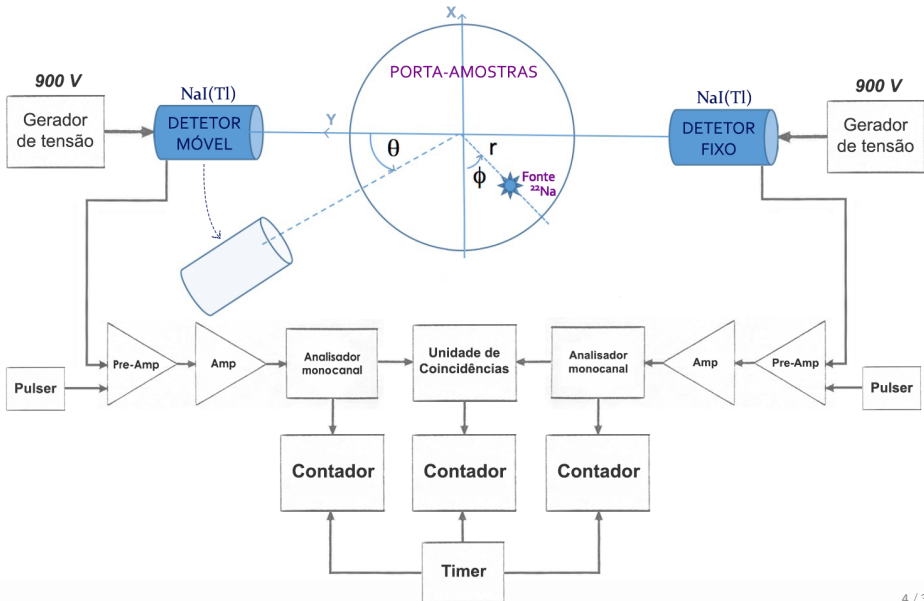 X
PORTA-AMOSTRAS
900 V
NaI(Tl)
Gerador
de tensão
DETETOR
MÓVEL
Y
θ
r
ϕ
Fonte
²²Na
NaI(Tl)
900 V
DETETOR
FIXO
Gerador
de tensão
Pulser
Pre-Amp
Amp
Analisador
monocanal
Unidade de
Coincidências
Analisador
monocanal
Amp
Pre-Amp
Pulser
Contador
Contador
Contador
Timer